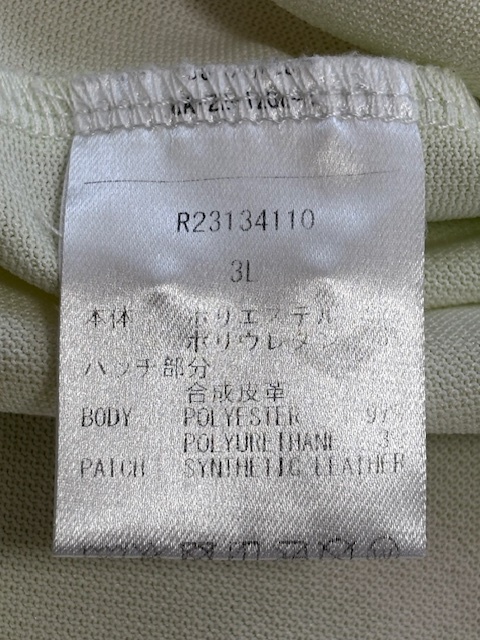 R23134110
3L
本体 ポリエステル
ポリウレタン
パッチ部分
合成皮革
BODY POLYESTER 97
POLYURETHANE 3
PATCH SYNTHETIC LEATHER